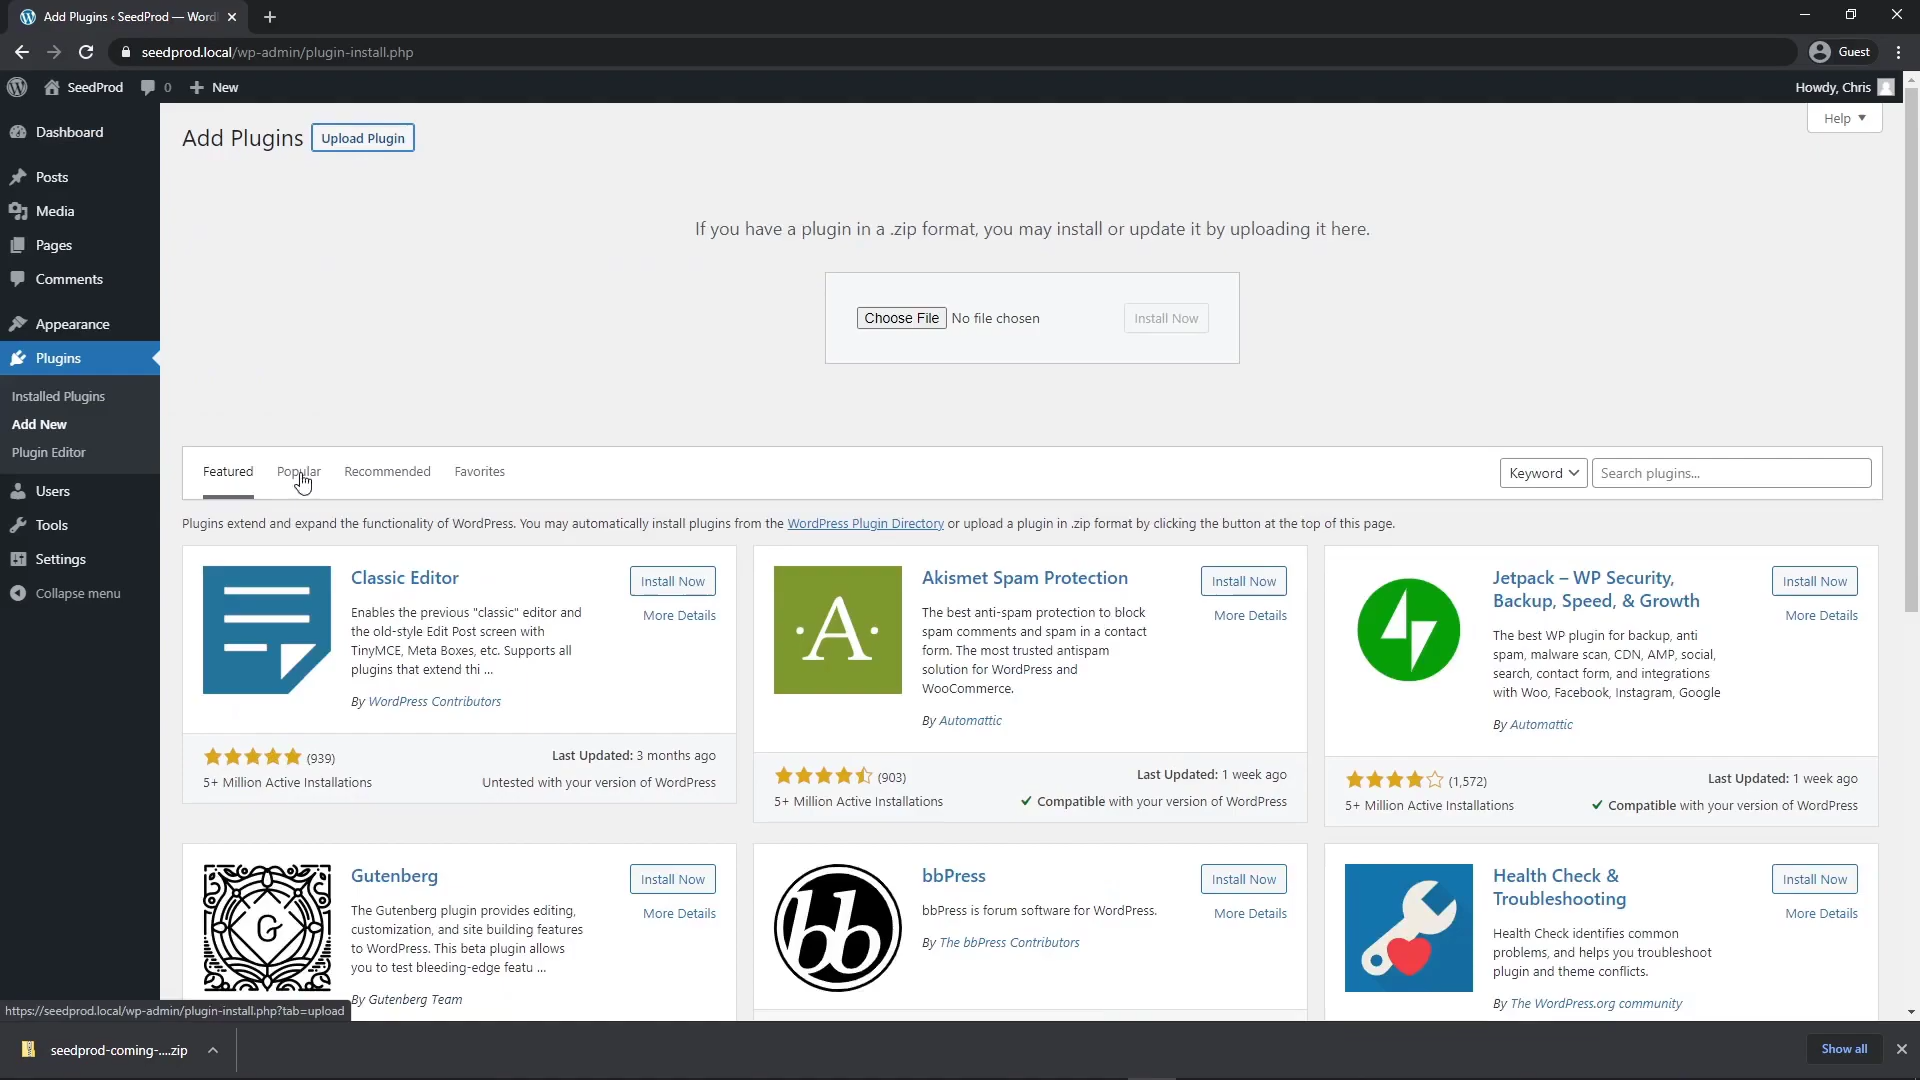 Add Plugins ‹ SeedProd — Word
seedprod.local/wp-admin/plugin-install.php
Guest
SeedProd
0
New
Howdy, Chris
Dashboard
Posts
Media
Pages
Comments
Appearance
Plugins
Installed Plugins
Add New
Plugin Editor
Users
Tools
Settings
Collapse menu
Add Plugins
Upload Plugin
Help
If you have a plugin in a .zip format, you may install or update it by uploading it here.
Choose File No file chosen
Install Now
Featured
Popular
Recommended
Favorites
Keyword
Search plugins...
Plugins extend and expand the functionality of WordPress. You may automatically install plugins from the WordPress Plugin Directory or upload a plugin in .zip format by clicking the button at the top of this page.
Classic Editor
Install Now
More Details
Enables the previous "classic" editor and
the old-style Edit Post screen with
TinyMCE, Meta Boxes, etc. Supports all
plugins that extend thi ...
By WordPress Contributors
(939)
5+ Million Active Installations
Last Updated: 3 months ago
Untested with your version of WordPress
A
Akismet Spam Protection
Install Now
More Details
The best anti-spam protection to block
spam comments and spam in a contact
form. The most trusted antispam
solution for WordPress and
WooCommerce.
By Automattic
(903)
5+ Million Active Installations
Last Updated: 1 week ago
Compatible with your version of WordPress
Jetpack – WP Security,
Backup, Speed, & Growth
Install Now
More Details
The best WP plugin for backup, anti
spam, malware scan, CDN, AMP, social,
search, contact form, and integrations
with Woo, Facebook, Instagram, Google
By Automattic
(1,572)
5+ Million Active Installations
Last Updated: 1 week ago
Compatible with your version of WordPress
G
Gutenberg
Install Now
More Details
The Gutenberg plugin provides editing,
customization, and site building features
to WordPress. This beta plugin allows
you to test bleeding-edge featu ...
By Gutenberg Team
bb
bbPress
Install Now
More Details
bbPress is forum software for WordPress.
By The bbPress Contributors
Health Check &
Troubleshooting
Install Now
More Details
Health Check identifies common
problems, and helps you troubleshoot
plugin and theme conflicts.
By The WordPress.org community
https://seedprod.local/wp-admin/plugin-install.php?tab=upload
seedprod-coming-....zip
Show all